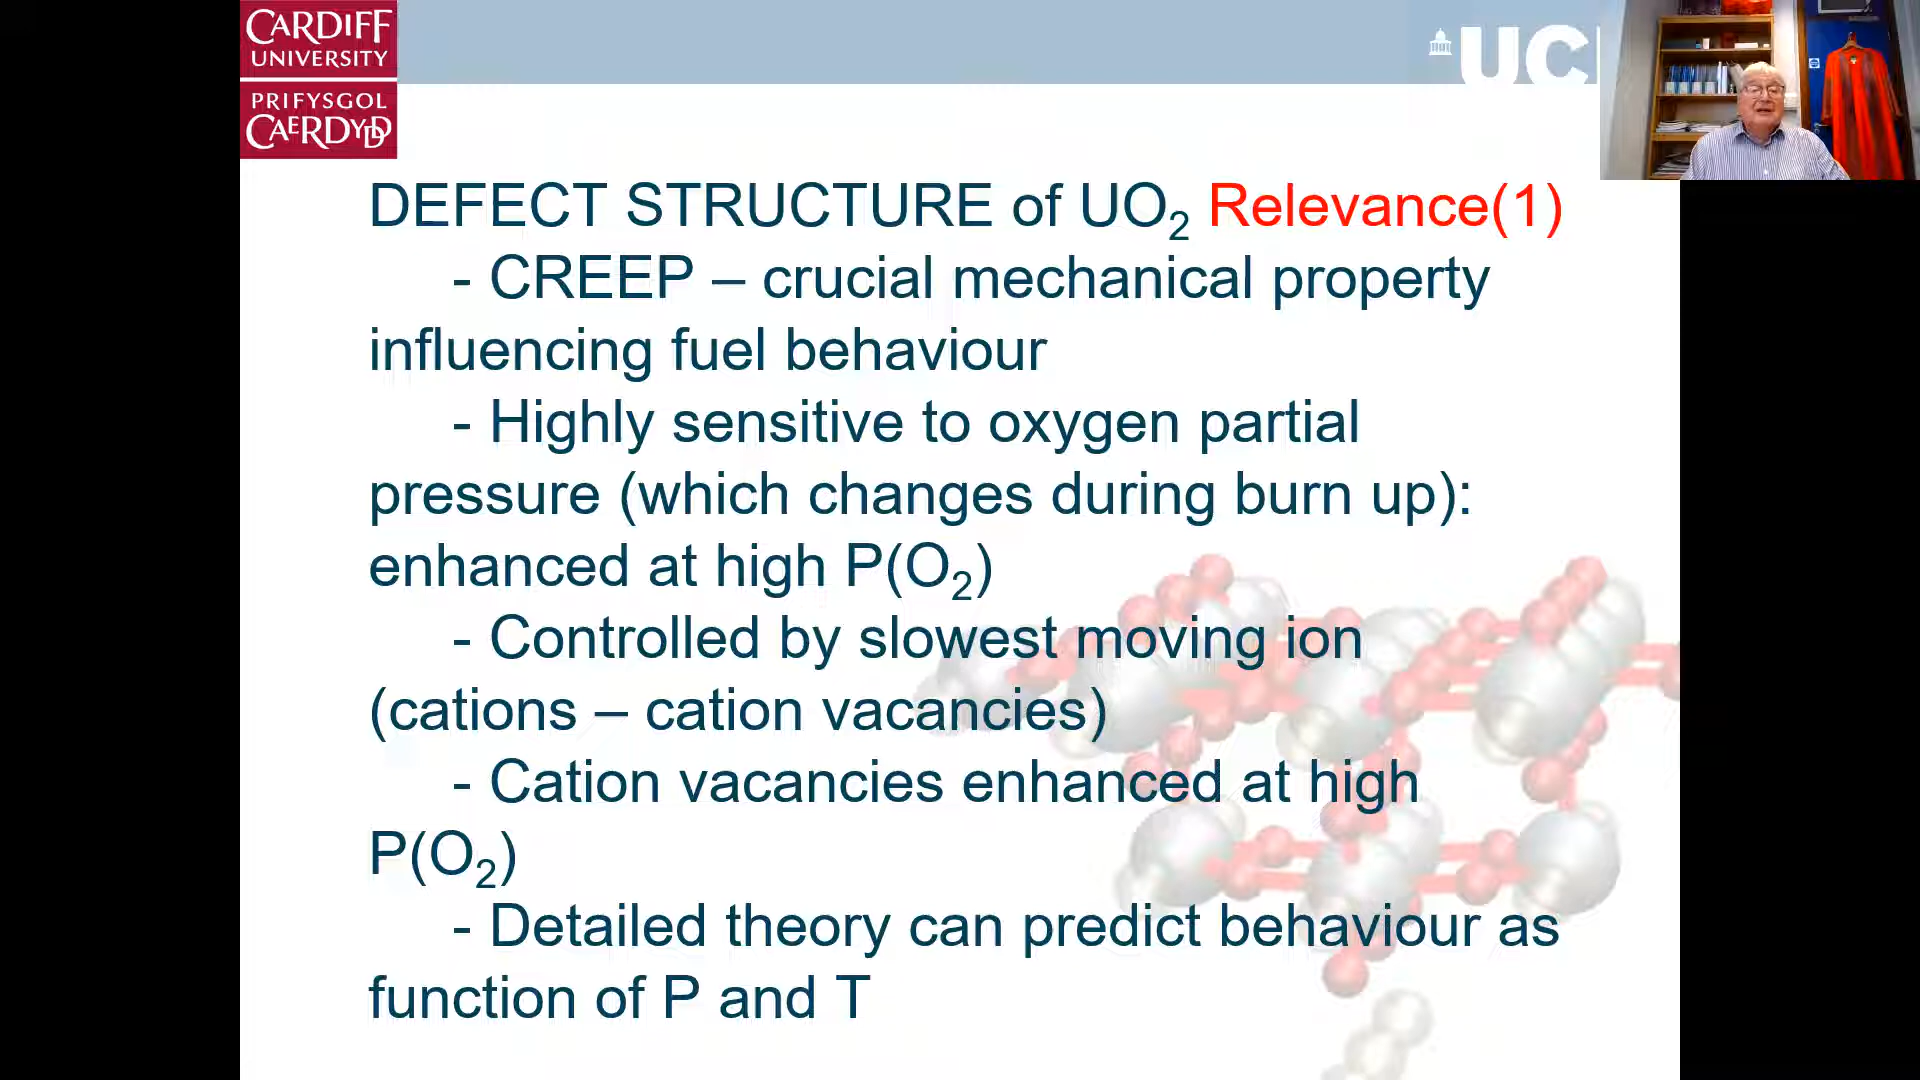 CARDIFF
UNIVERSITY
PRIFYSGOL
CAERDYDD
UC
DEFECT STRUCTURE of UO₂ Relevance(1)
- CREEP – crucial mechanical property
influencing fuel behaviour
- Highly sensitive to oxygen partial
pressure (which changes during burn up):
enhanced at high P(O₂)
- Controlled by slowest moving ion
(cations – cation vacancies)
- Cation vacancies enhanced at high
P(O₂)
- Detailed theory can predict behaviour as
function of P and T